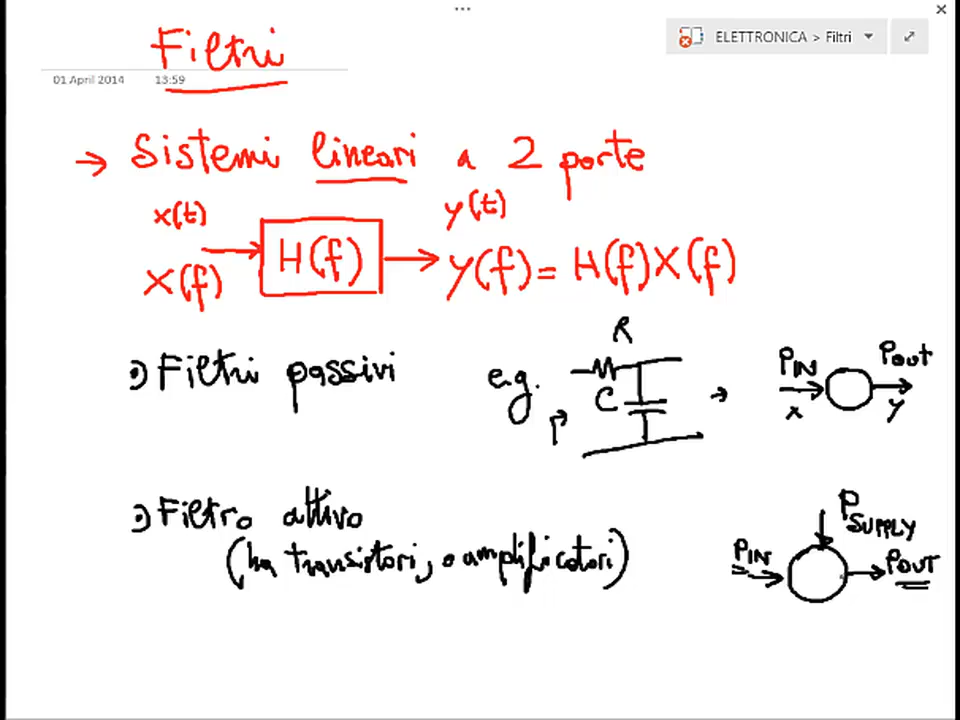 ELETTRONICA > Filtri
Filtri
01 April 2014 13:59
→ Sistemi lineari a 2 porte
x(t) y(t)
X(f) H(f) Y(f) = H(f)X(f)
Filtri passivi e.g. R C PIN x POUT y
Filtro attivo PSUPPLY
(ha transistori, o amplificatori) PIN POUT